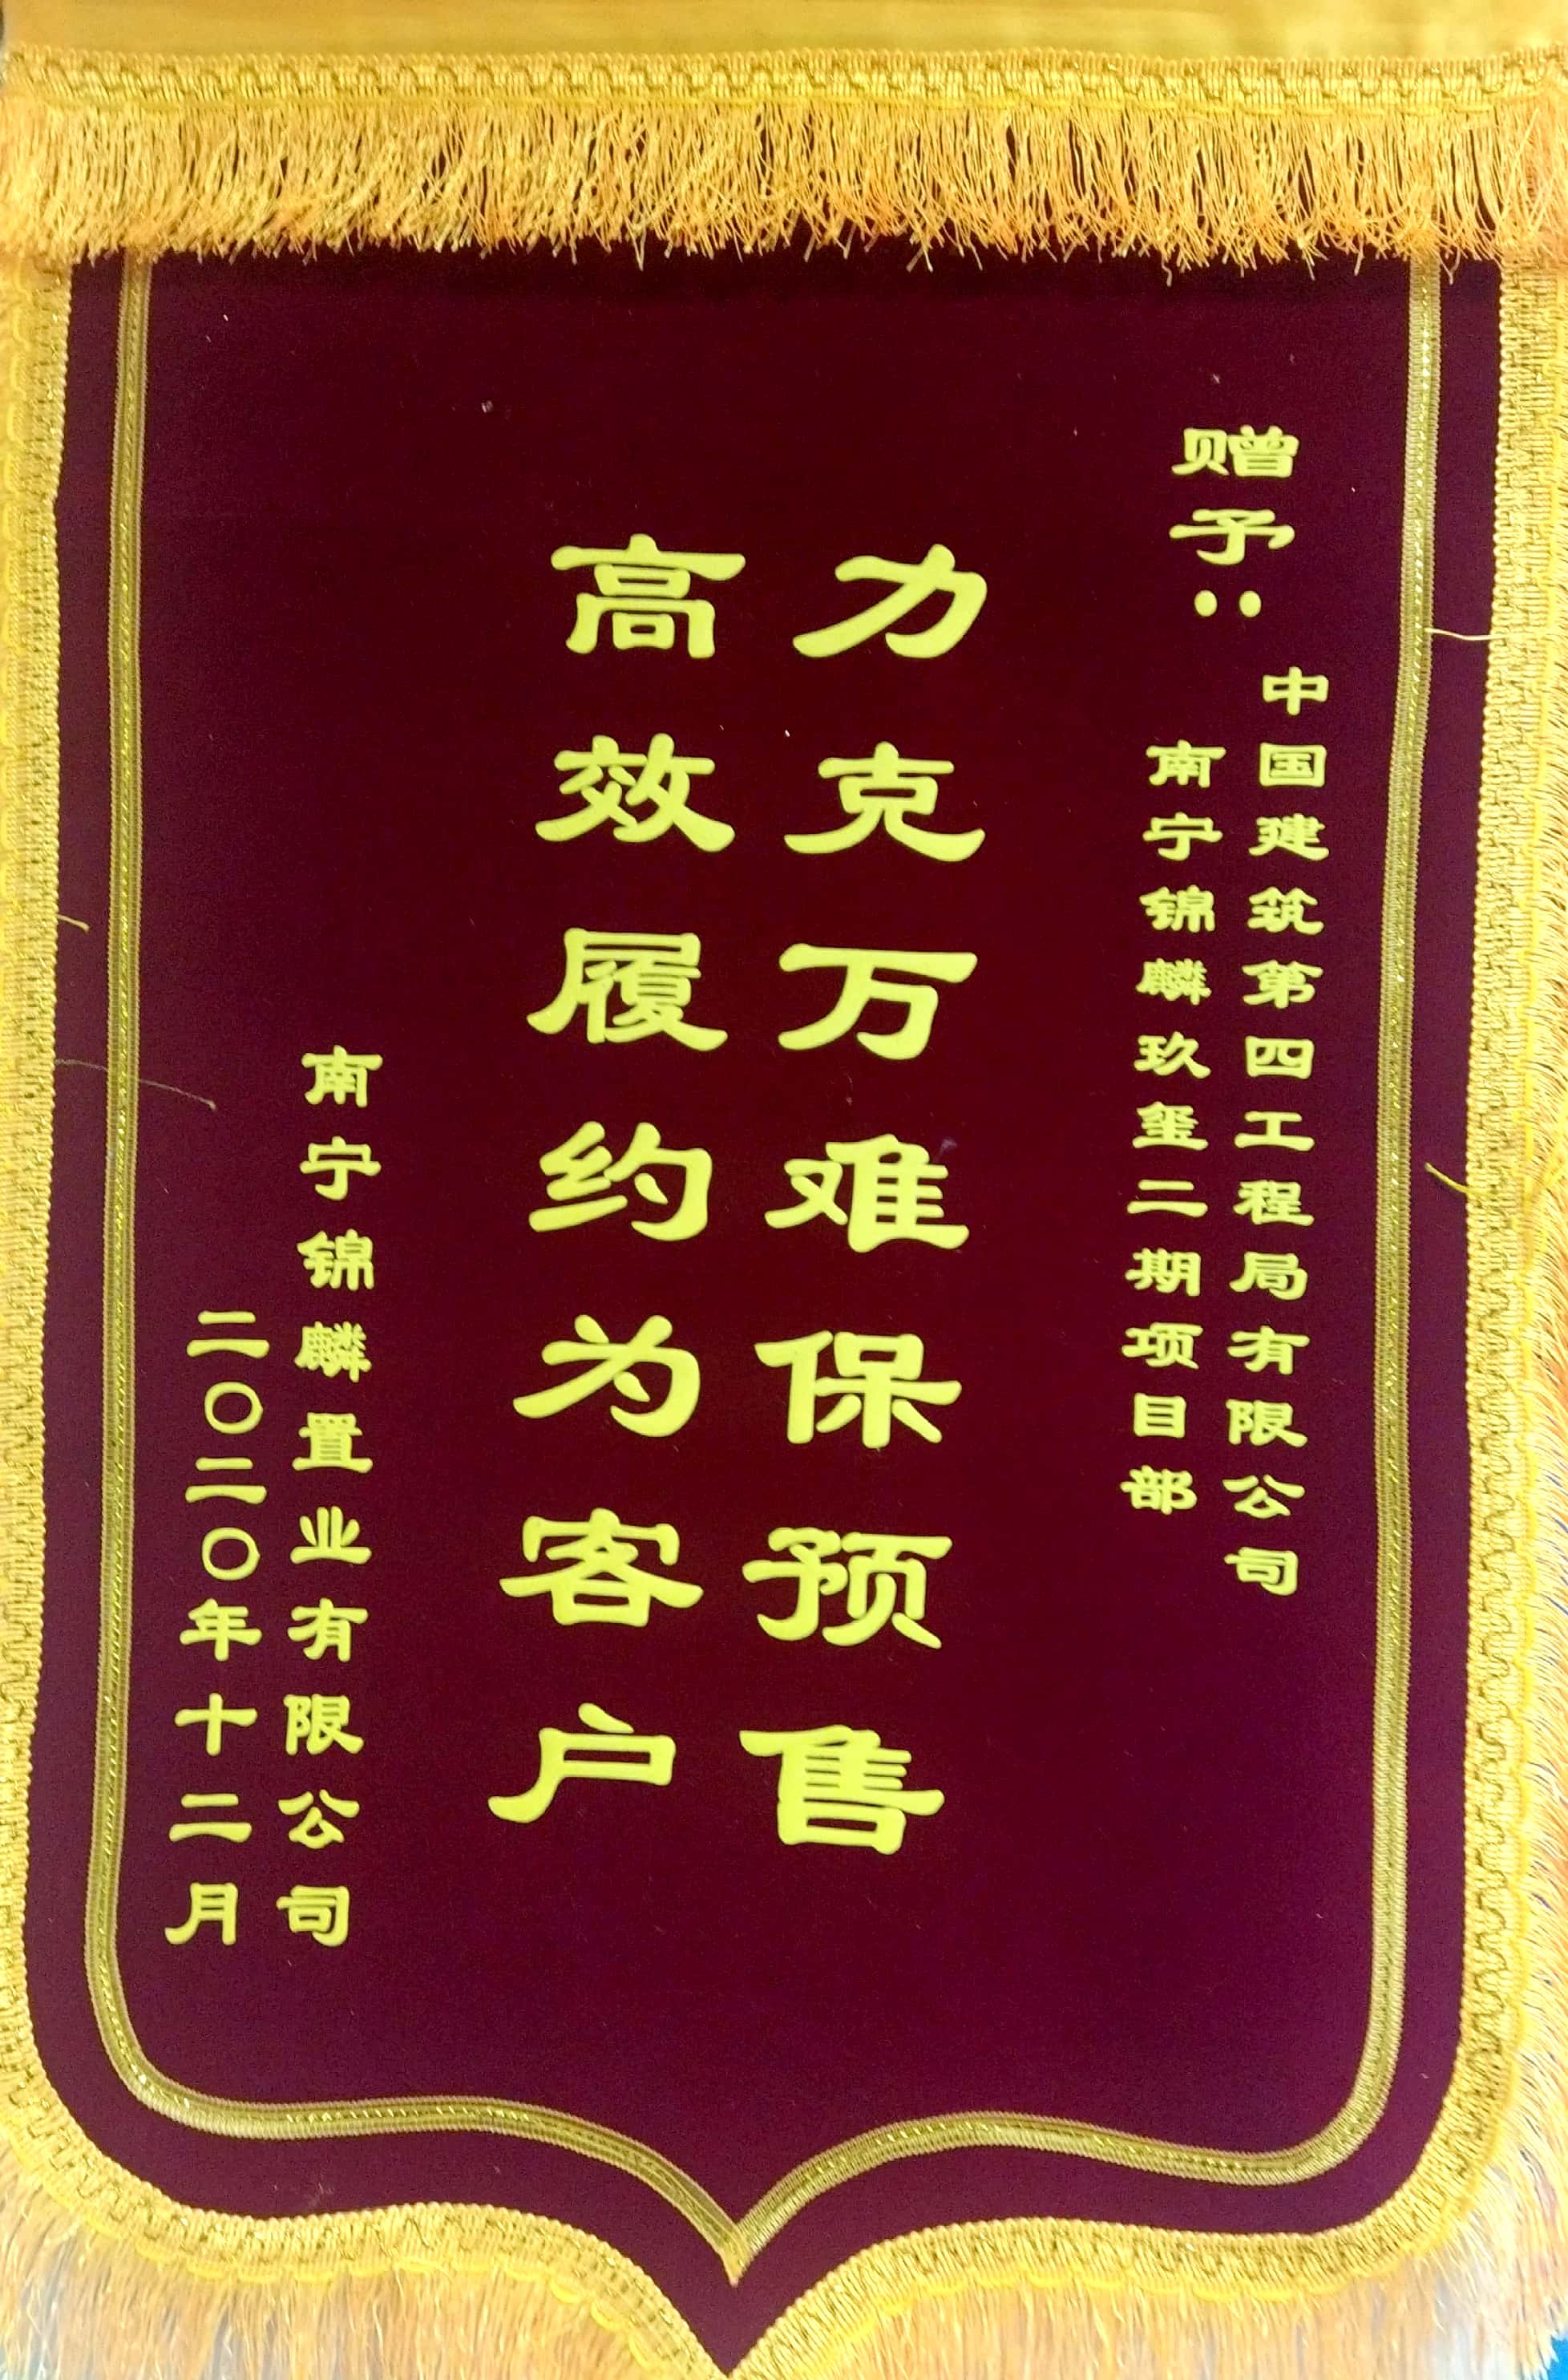 赠予：
中国建筑第四工程局有限公司
南宁锦麟玖玺二期项目部
力克万难保预售
高效履约为客户
南宁锦麟置业有限公司
二〇二〇年十二月